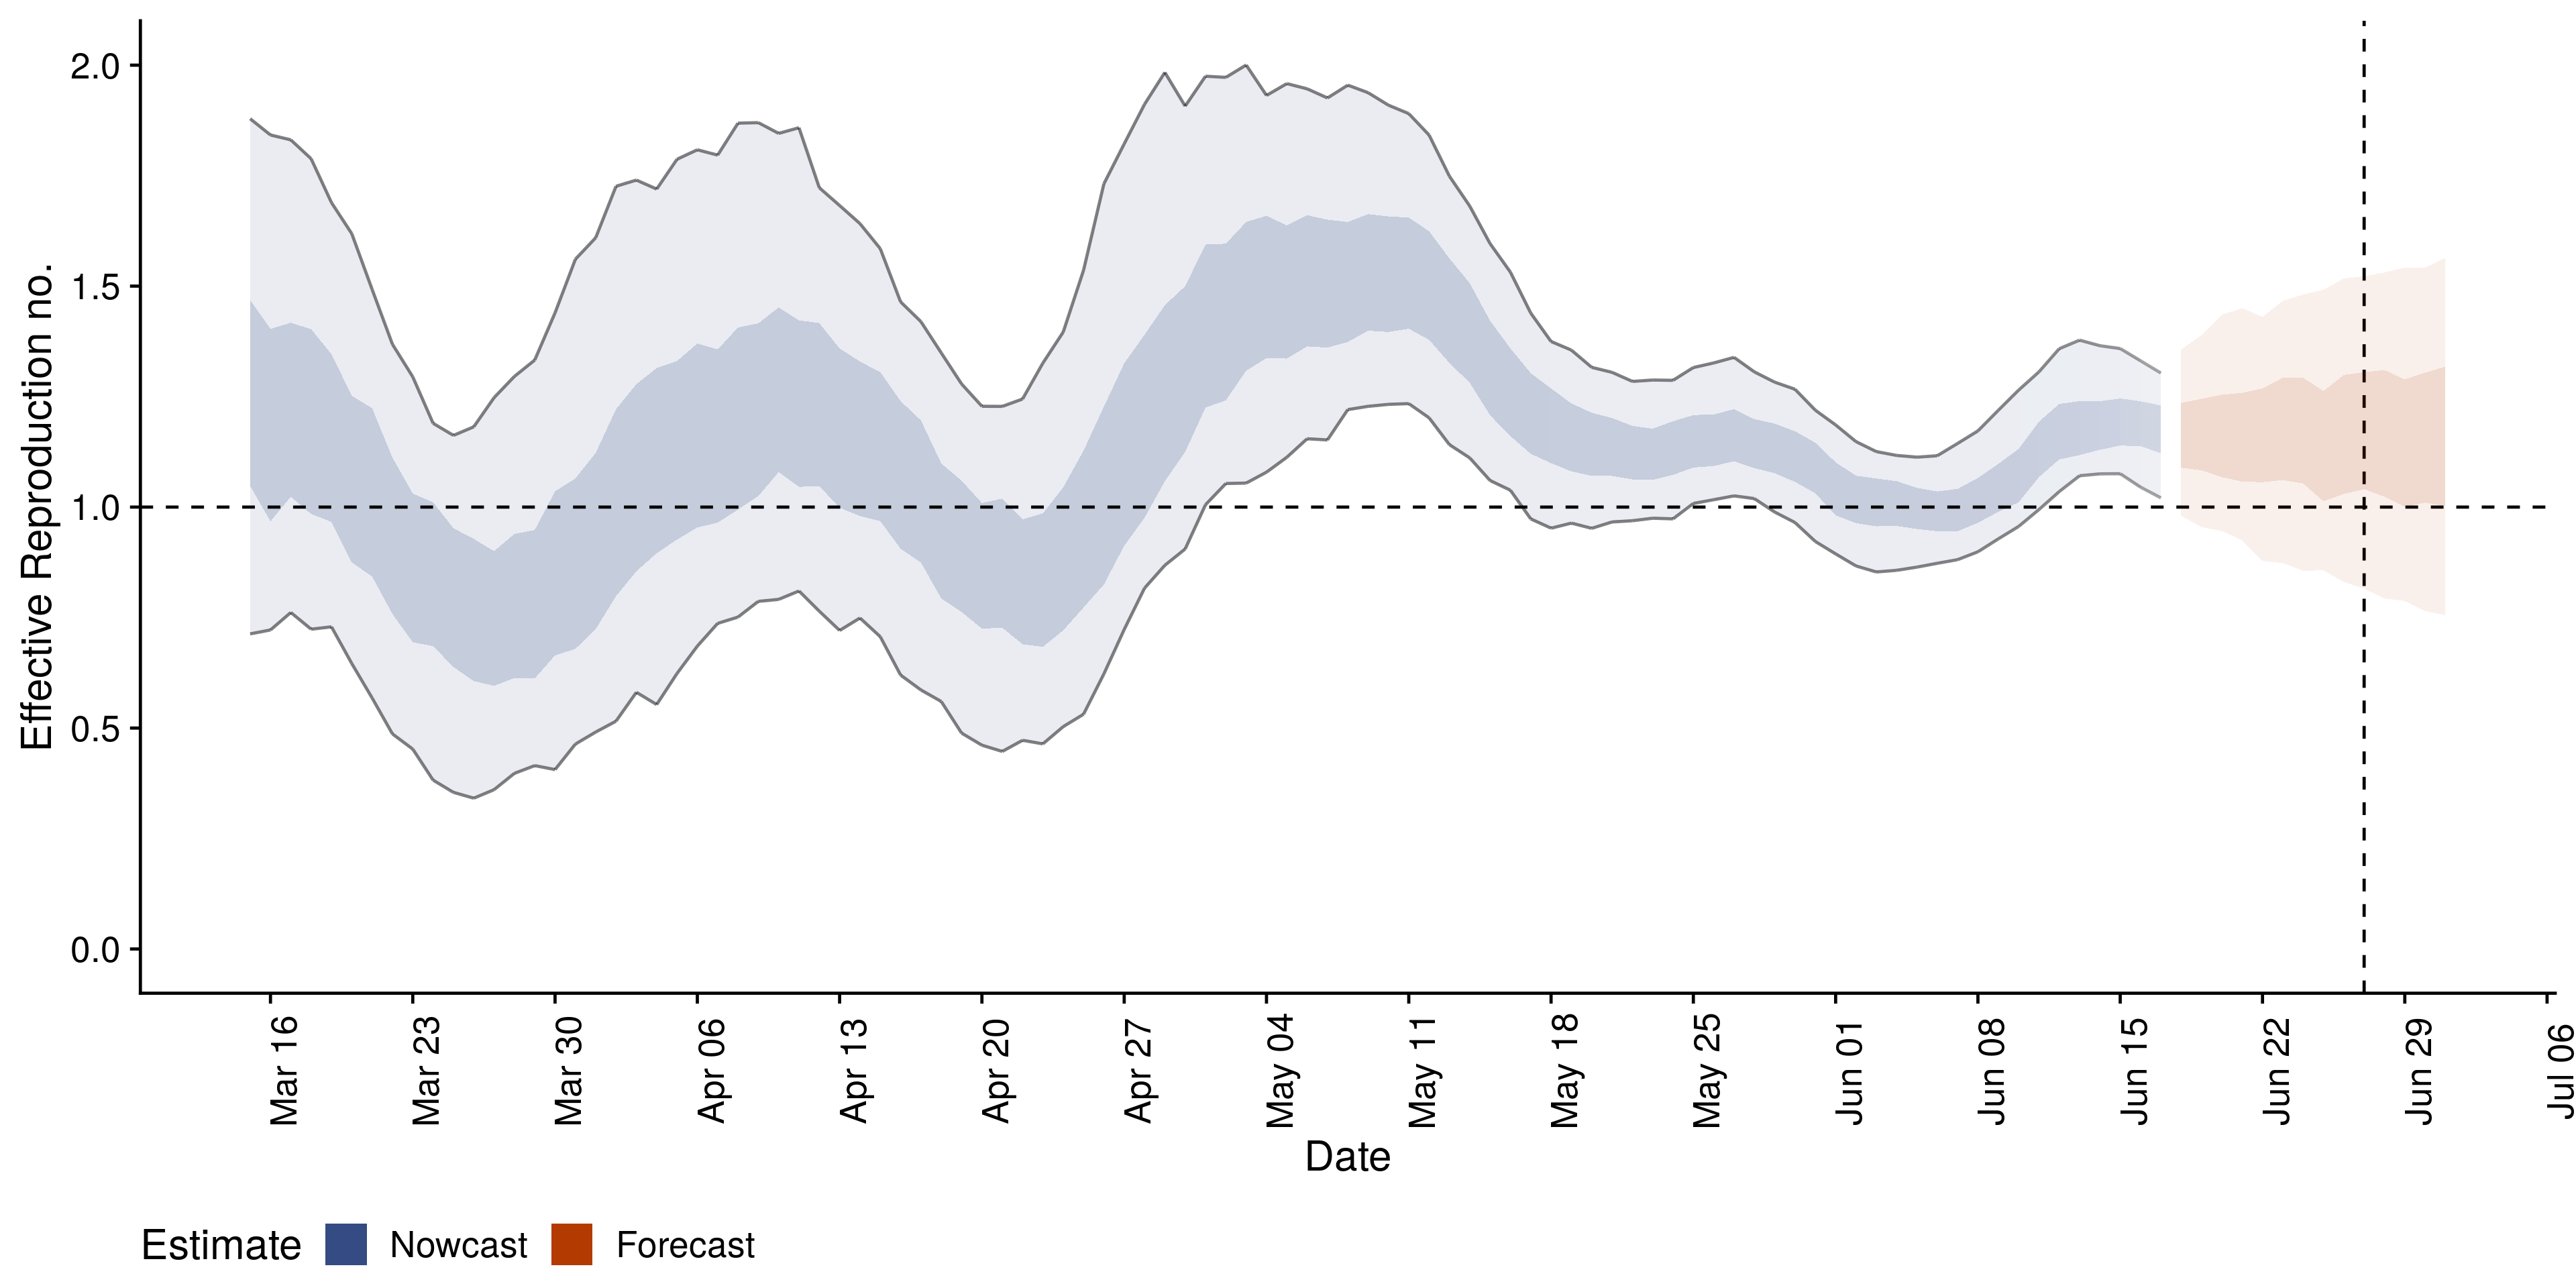 Effective Reproduction no.
2.0
1.5
1.0
0.5
0.0
Mar 16
Mar 23
Mar 30
Apr 06
Apr 13
Apr 20
Apr 27
May 04
May 11
May 18
May 25
Jun 01
Jun 08
Jun 15
Jun 22
Jun 29
Jul 06
Date
Estimate Nowcast Forecast